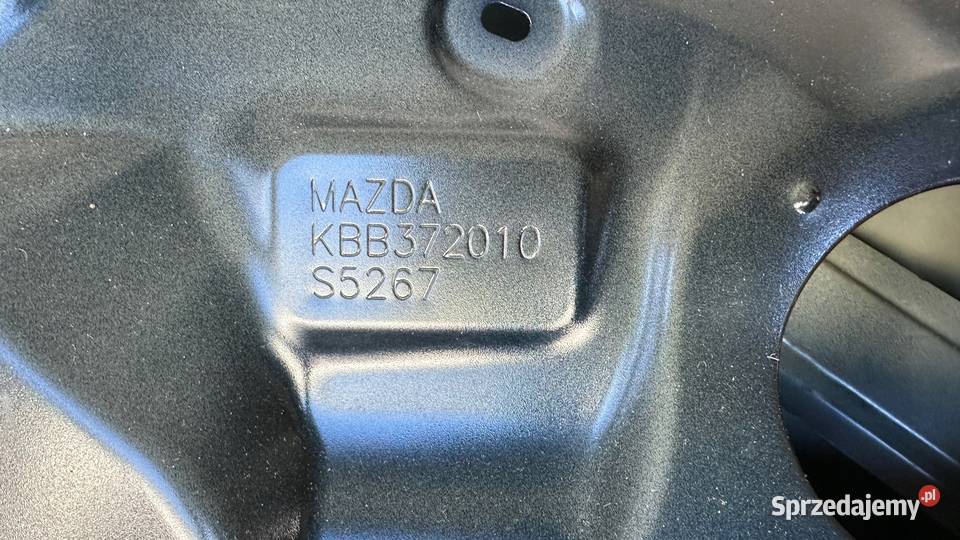 MAZDA
KBB372010
S5267
Sprzedajemy.pl